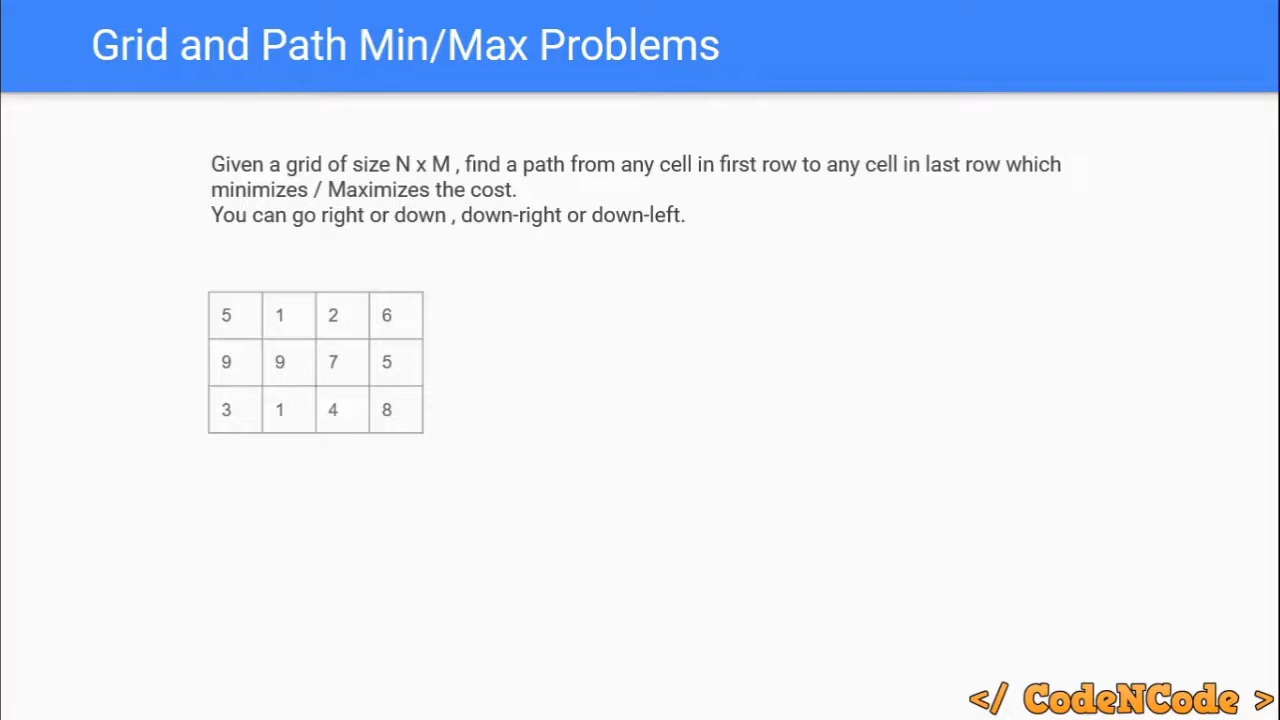 Grid and Path Min/Max Problems
Given a grid of size N x M , find a path from any cell in first row to any cell in last row which
minimizes / Maximizes the cost.
You can go right or down , down-right or down-left.
5 1 2 6
9 9 7 5
3 1 4 8
</ CodeNCode >